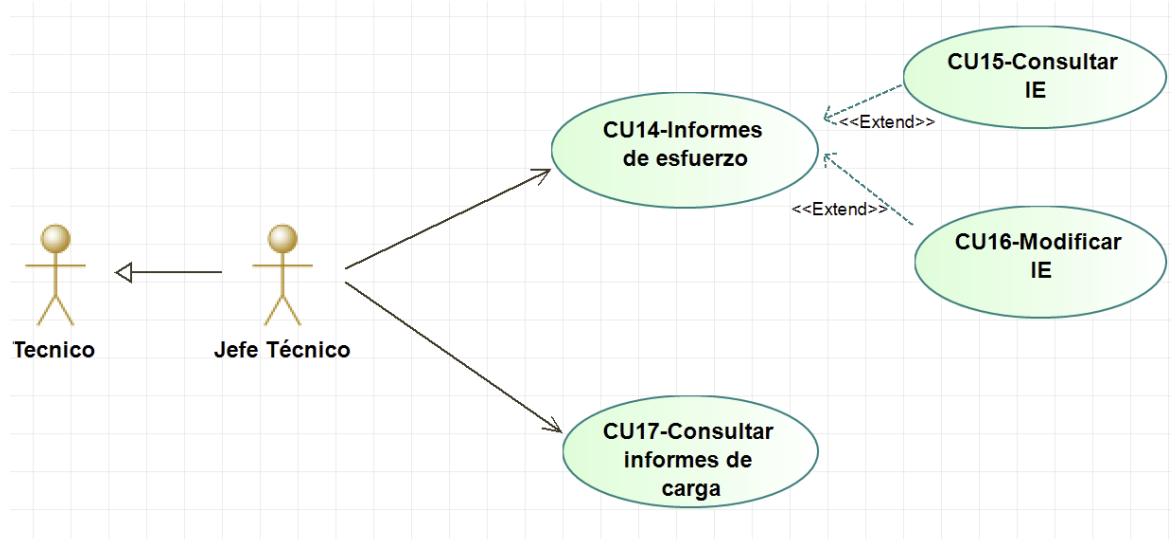 CU15-Consultar
IE
CU14-Informes
de esfuerzo
<<Extend>>
<<Extend>>
CU16-Modificar
IE
Tecnico
Jefe Técnico
CU17-Consultar
informes de
carga